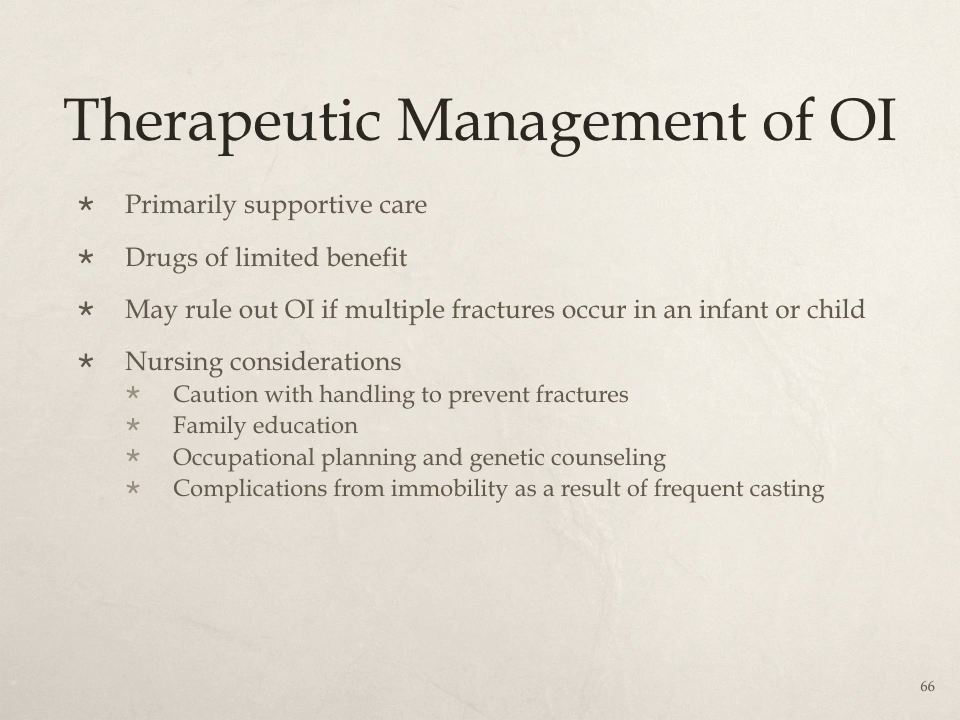 Therapeutic Management of OI
* Primarily supportive care
* Drugs of limited benefit
* May rule out OI if multiple fractures occur in an infant or child
* Nursing considerations
* Caution with handling to prevent fractures
* Family education
* Occupational planning and genetic counseling
* Complications from immobility as a result of frequent casting
66